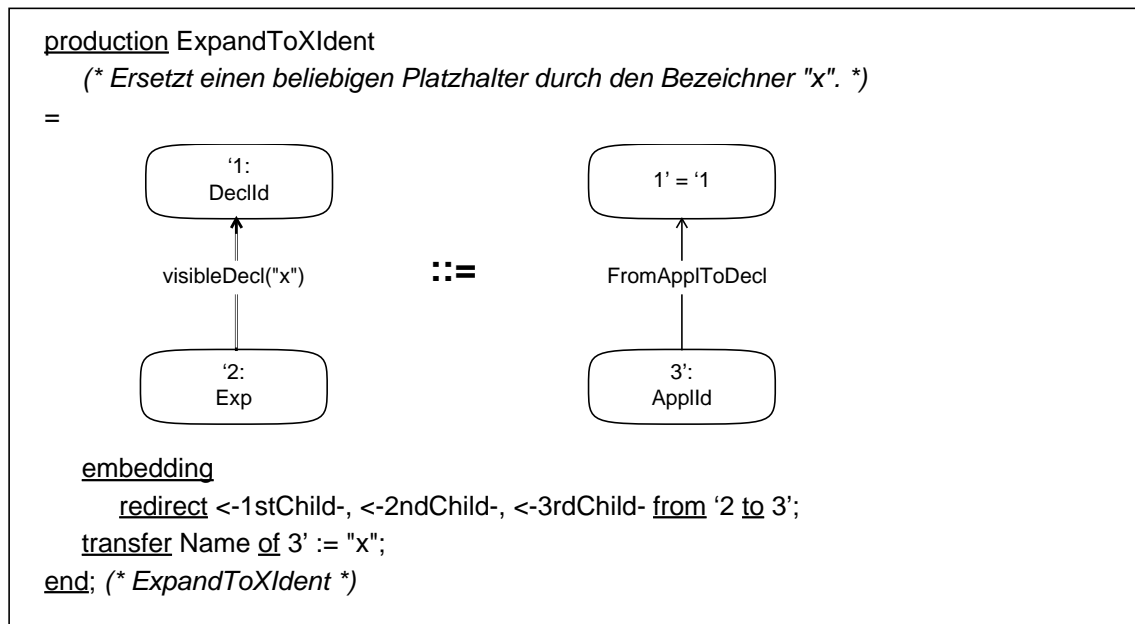 production ExpandToXIdent
(* Ersetzt einen beliebigen Platzhalter durch den Bezeichner "x". *)
=
‘1:
DeclId
1’ = ‘1
visibleDecl("x")
::=
FromApplToDecl
‘2:
Exp
3’:
ApplId
embedding
redirect <-1stChild-, <-2ndChild-, <-3rdChild- from ‘2 to 3’;
transfer Name of 3’ := "x";
end; (* ExpandToXIdent *)